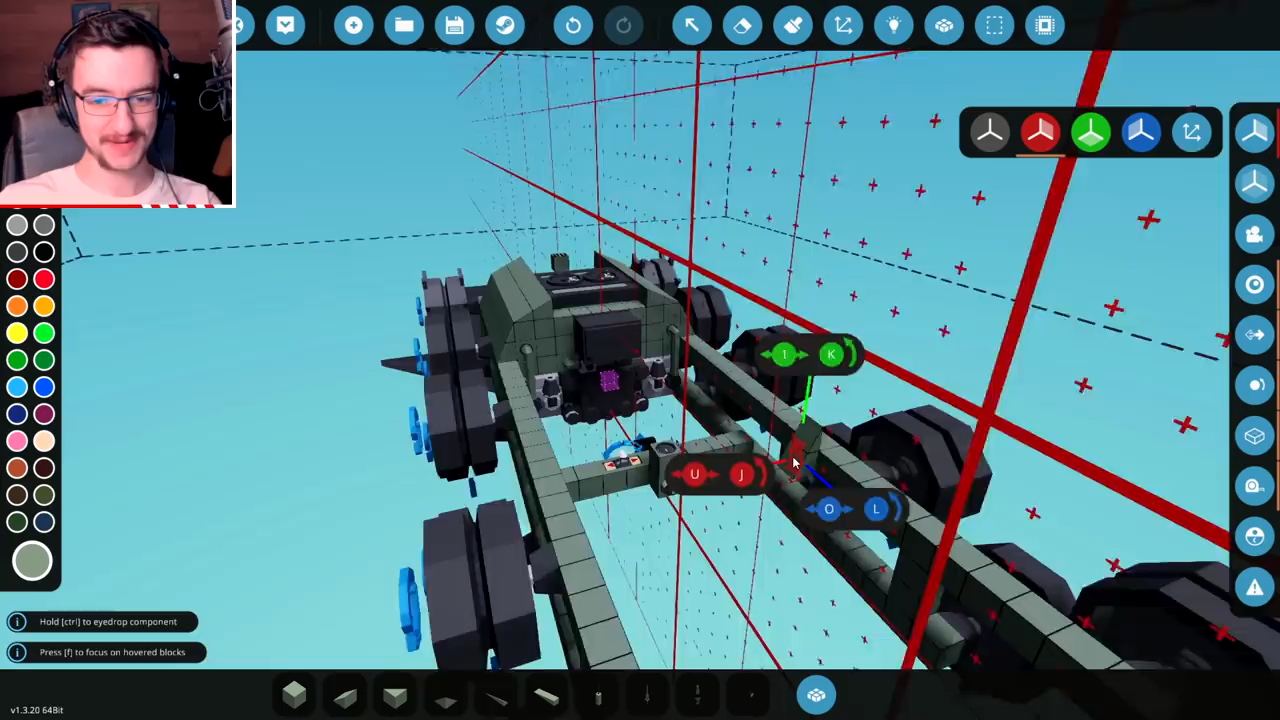 I K
U J
O L
Hold [ctrl] to eyedrop component
Press [f] to focus on hovered blocks
v1.3.20 64Bit